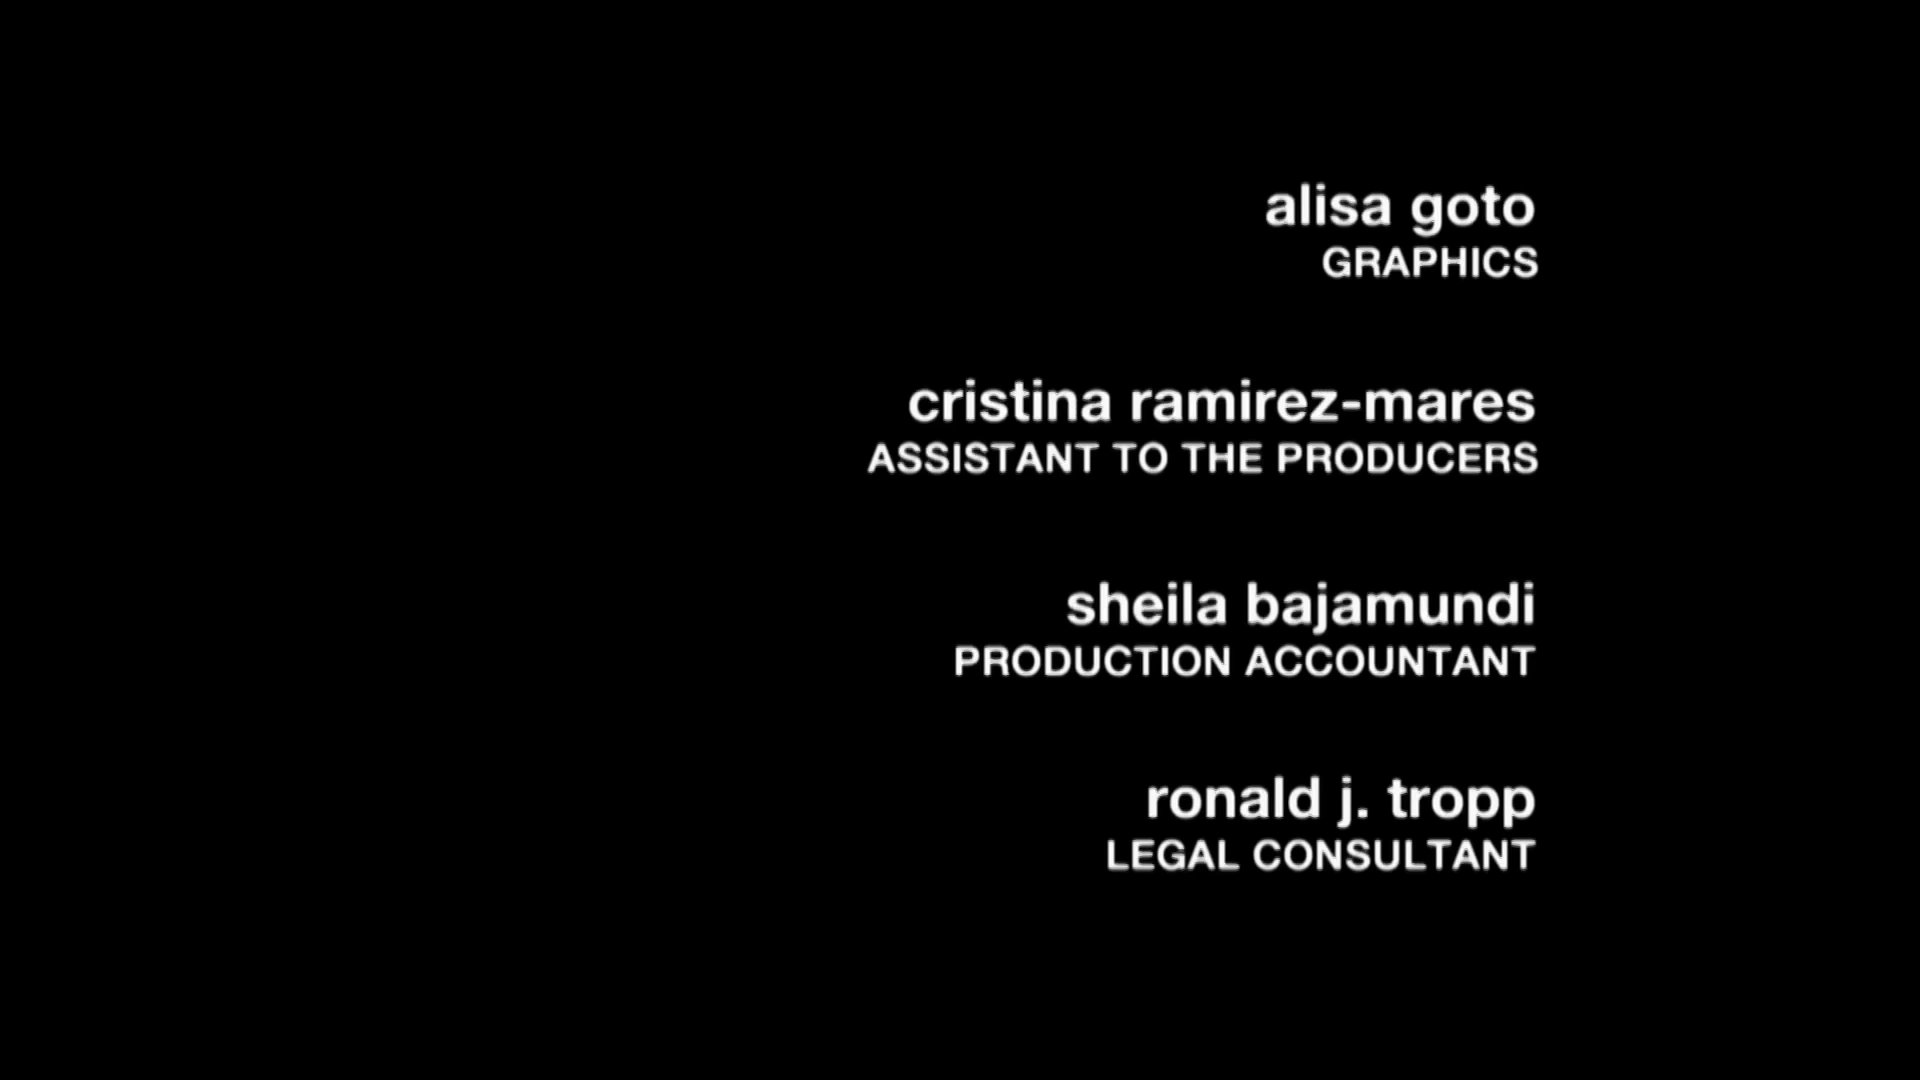 alisa goto
GRAPHICS
cristina ramirez-mares
ASSISTANT TO THE PRODUCERS
sheila bajamundi
PRODUCTION ACCOUNTANT
ronald j. tropp
LEGAL CONSULTANT